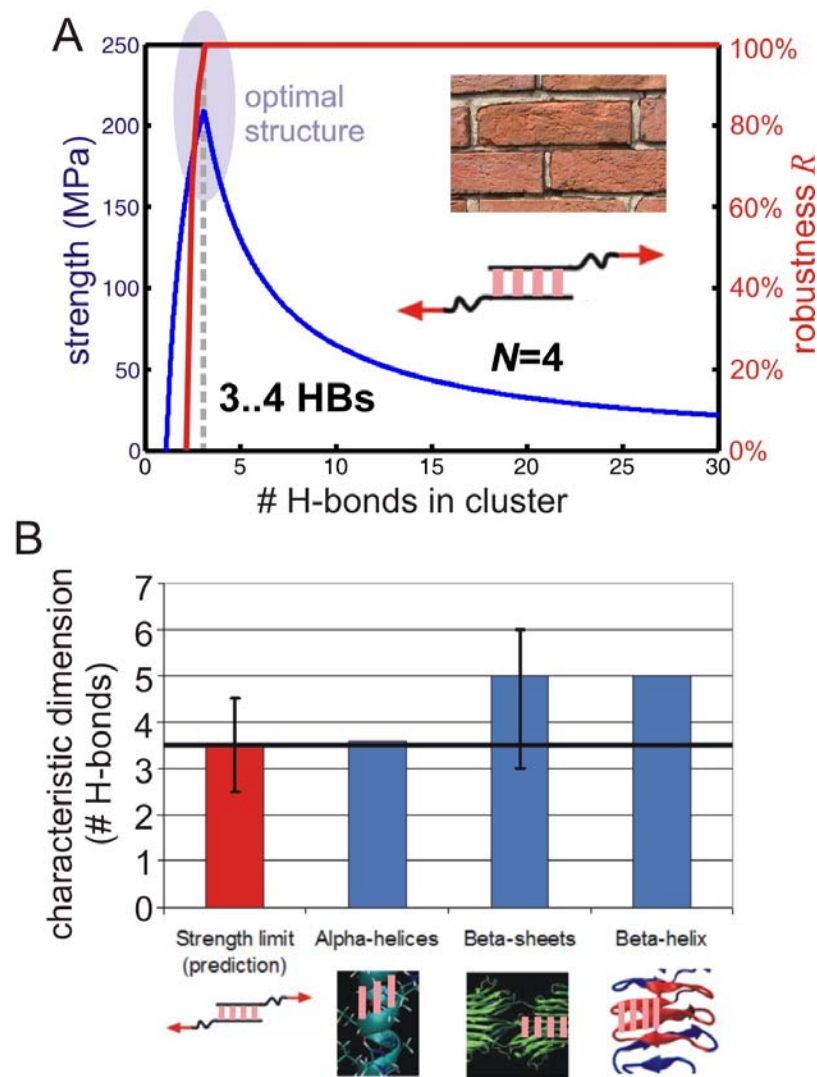 A
250
200
150
100
50
0
strength (MPa)
optimal
structure
100%
80%
60%
40%
20%
0%
robustness R
N=4
3..4 HBs
0 5 10 15 20 25 30
# H-bonds in cluster
B
7
6
5
4
3
2
1
0
characteristic dimension
(# H-bonds)
Strength limit Alpha-helices Beta-sheets Beta-helix
(prediction)